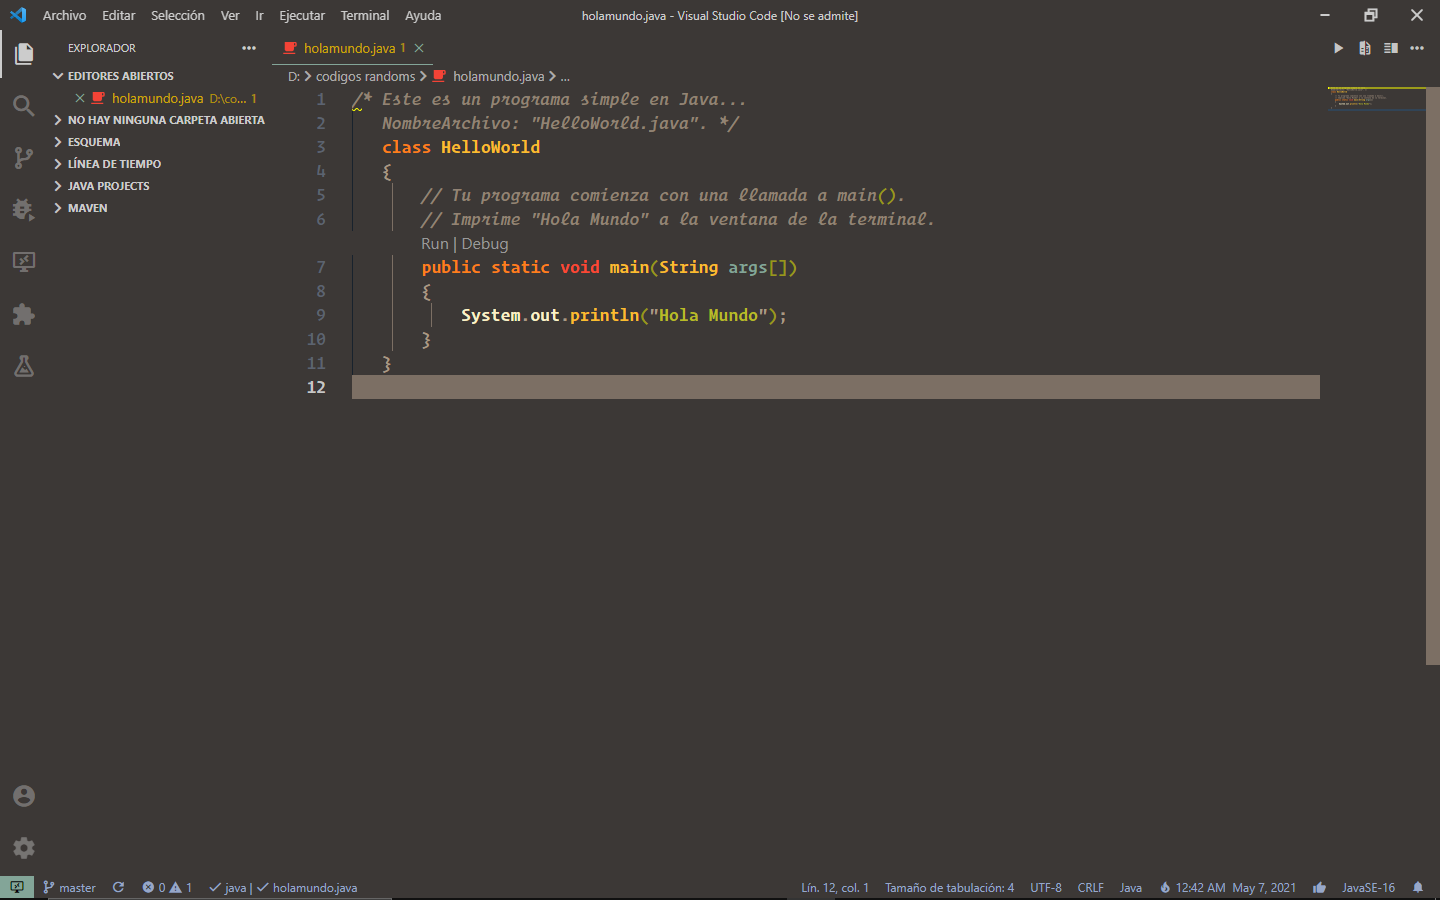 Archivo Editar Selección Ver Ir Ejecutar Terminal Ayuda
holamundo.java - Visual Studio Code [No se admite]
EXPLORADOR
EDITORES ABIERTOS
holamundo.java D:\co... 1
NO HAY NINGUNA CARPETA ABIERTA
ESQUEMA
LÍNEA DE TIEMPO
JAVA PROJECTS
MAVEN
holamundo.java 1
D: > codigos randoms > holamundo.java > ...
1 /* Este es un programa simple en Java...
2 NombreArchivo: "HelloWorld.java". */
3 class HelloWorld
4 {
5 // Tu programa comienza con una llamada a main().
6 // Imprime "Hola Mundo" a la ventana de la terminal.
Run | Debug
7 public static void main(String args[])
8 {
9 System.out.println("Hola Mundo");
10 }
11 }
12
master 0 1 java | holamundo.java Lín. 12, col. 1 Tamaño de tabulación: 4 UTF-8 CRLF Java 12:42 AM May 7, 2021 JavaSE-16